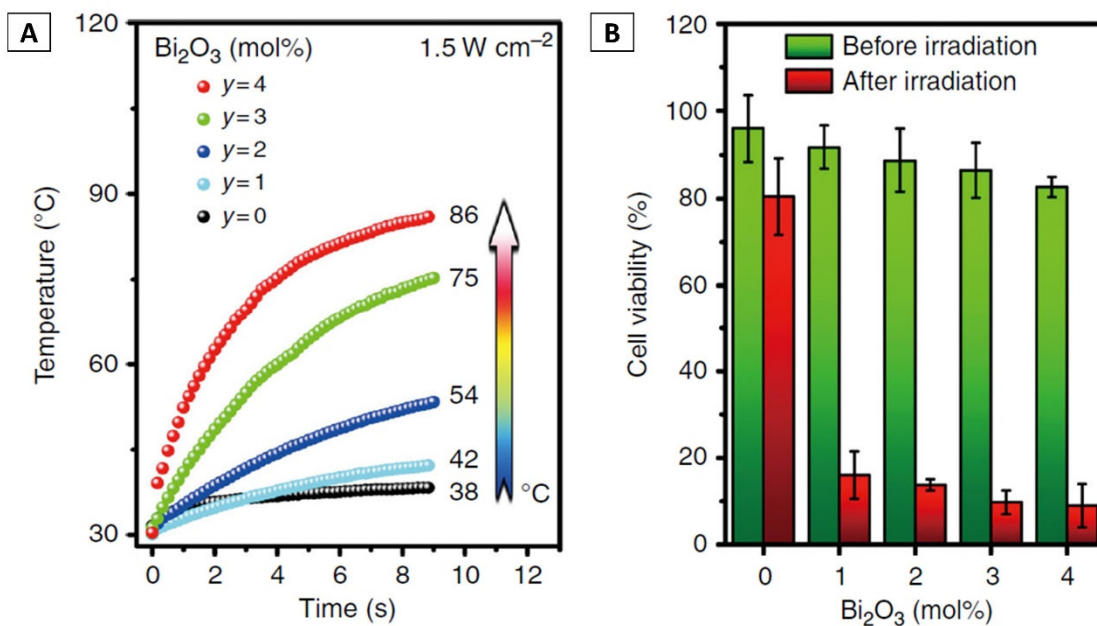 A
Bi₂O₃ (mol%) 1.5 W cm⁻²
y=4
y=3
y=2
y=1
y=0
120
90
60
30
Temperature (°C)
86
75
54
42
38
°C
0 2 4 6 8 10 12
Time (s)
B
Before irradiation
After irradiation
120
100
80
60
40
20
0
Cell viability (%)
0 1 2 3 4
Bi₂O₃ (mol%)